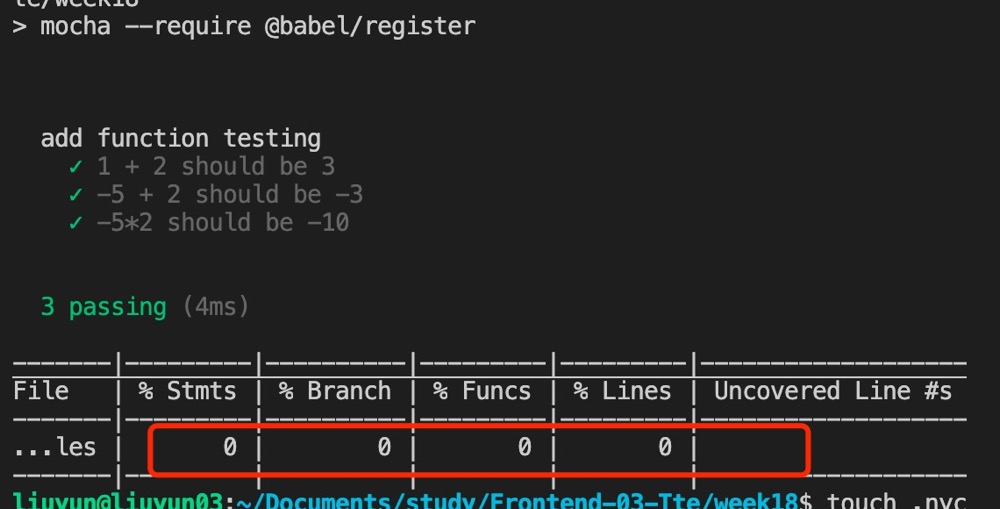 te/week18
> mocha --require @babel/register
add function testing
✓ 1 + 2 should be 3
✓ -5 + 2 should be -3
✓ -5*2 should be -10
3 passing (4ms)
File | % Stmts | % Branch | % Funcs | % Lines | Uncovered Line #s
...les | 0 | 0 | 0 | 0 |
liuyun@liuyun03:~/Documents/study/Frontend-03-Tte/week18$ touch .nyc